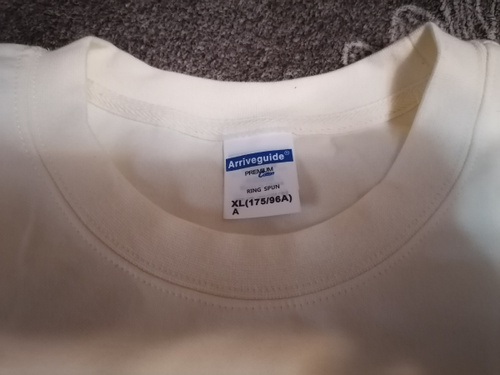 Arriveguide®
PREMIUM
Cotton
RING SPUN
XL(175/96A)
A